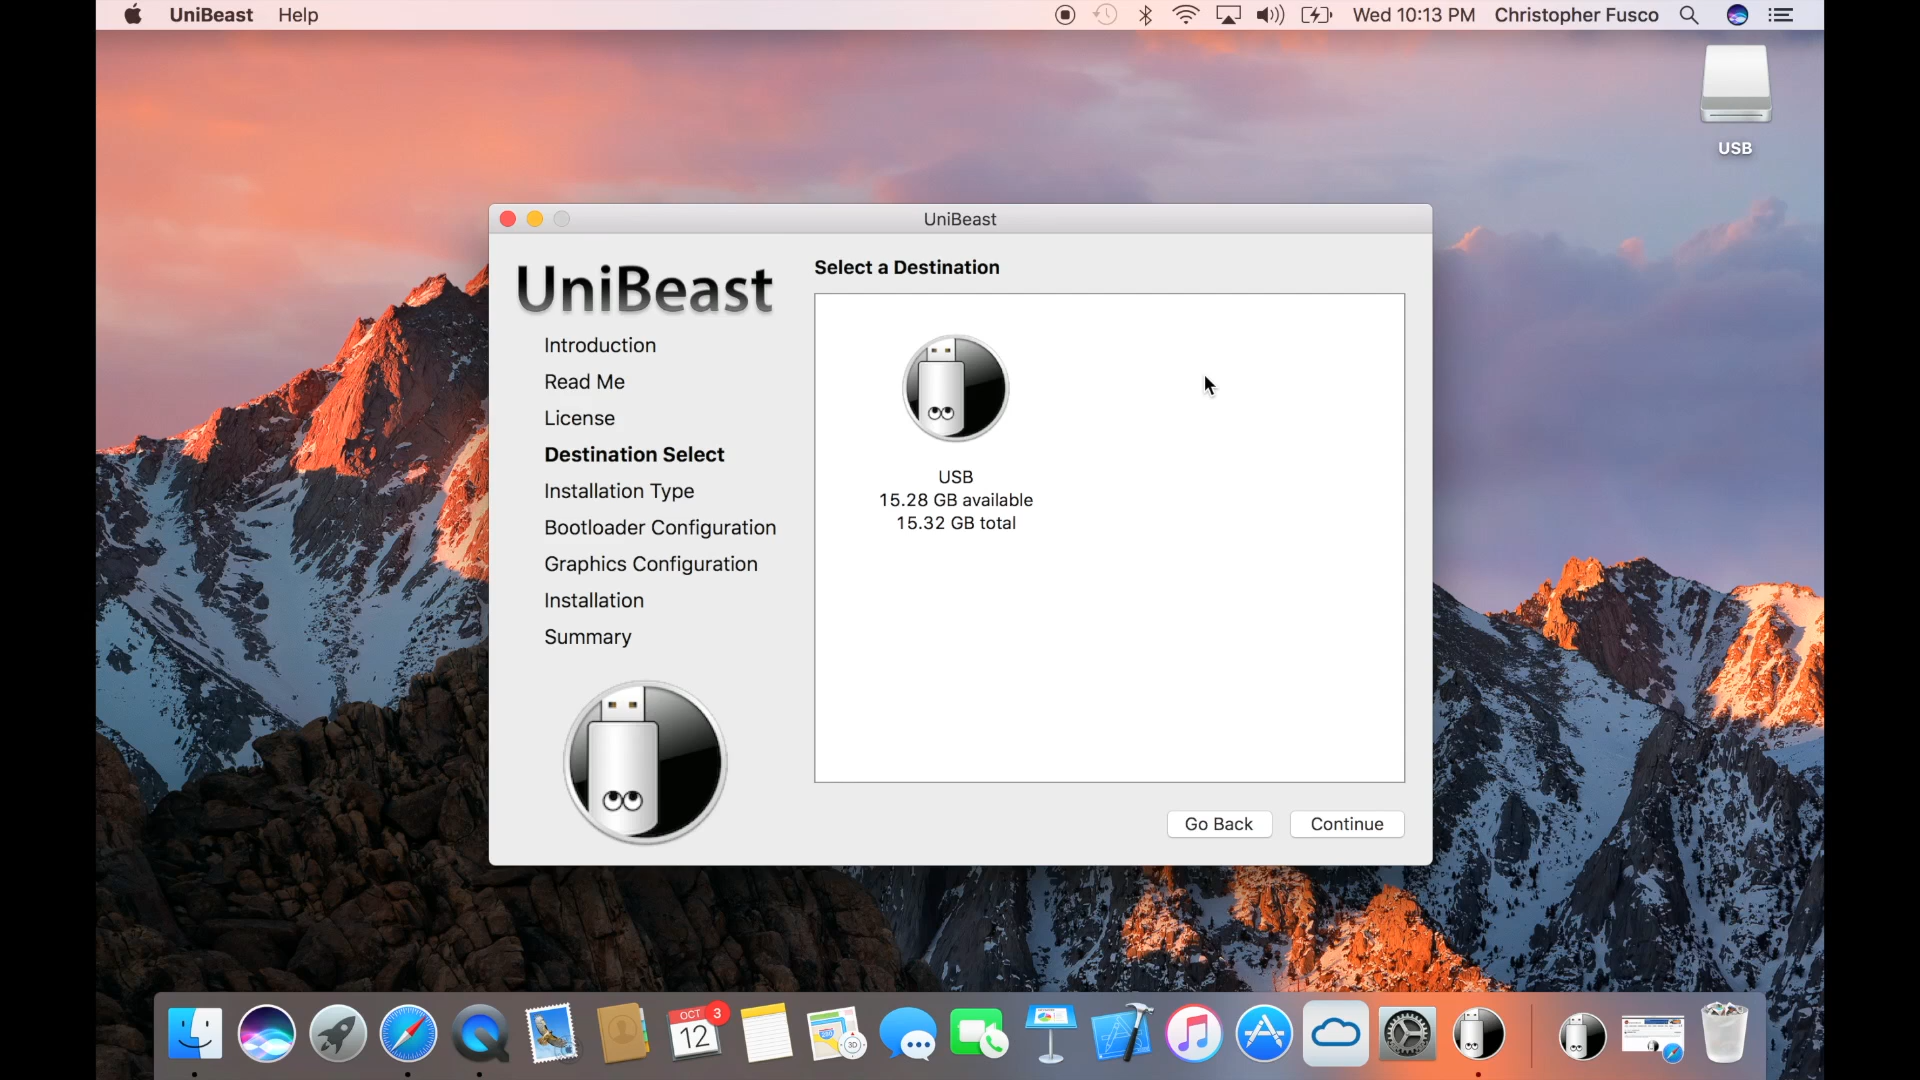 UniBeast Help Wed 10:13 PM Christopher Fusco
USB
UniBeast
UniBeast
Select a Destination
Introduction
Read Me
License
Destination Select
Installation Type
Bootloader Configuration
Graphics Configuration
Installation
Summary
USB
15.28 GB available
15.32 GB total
Go Back Continue
OCT 3
12
3D